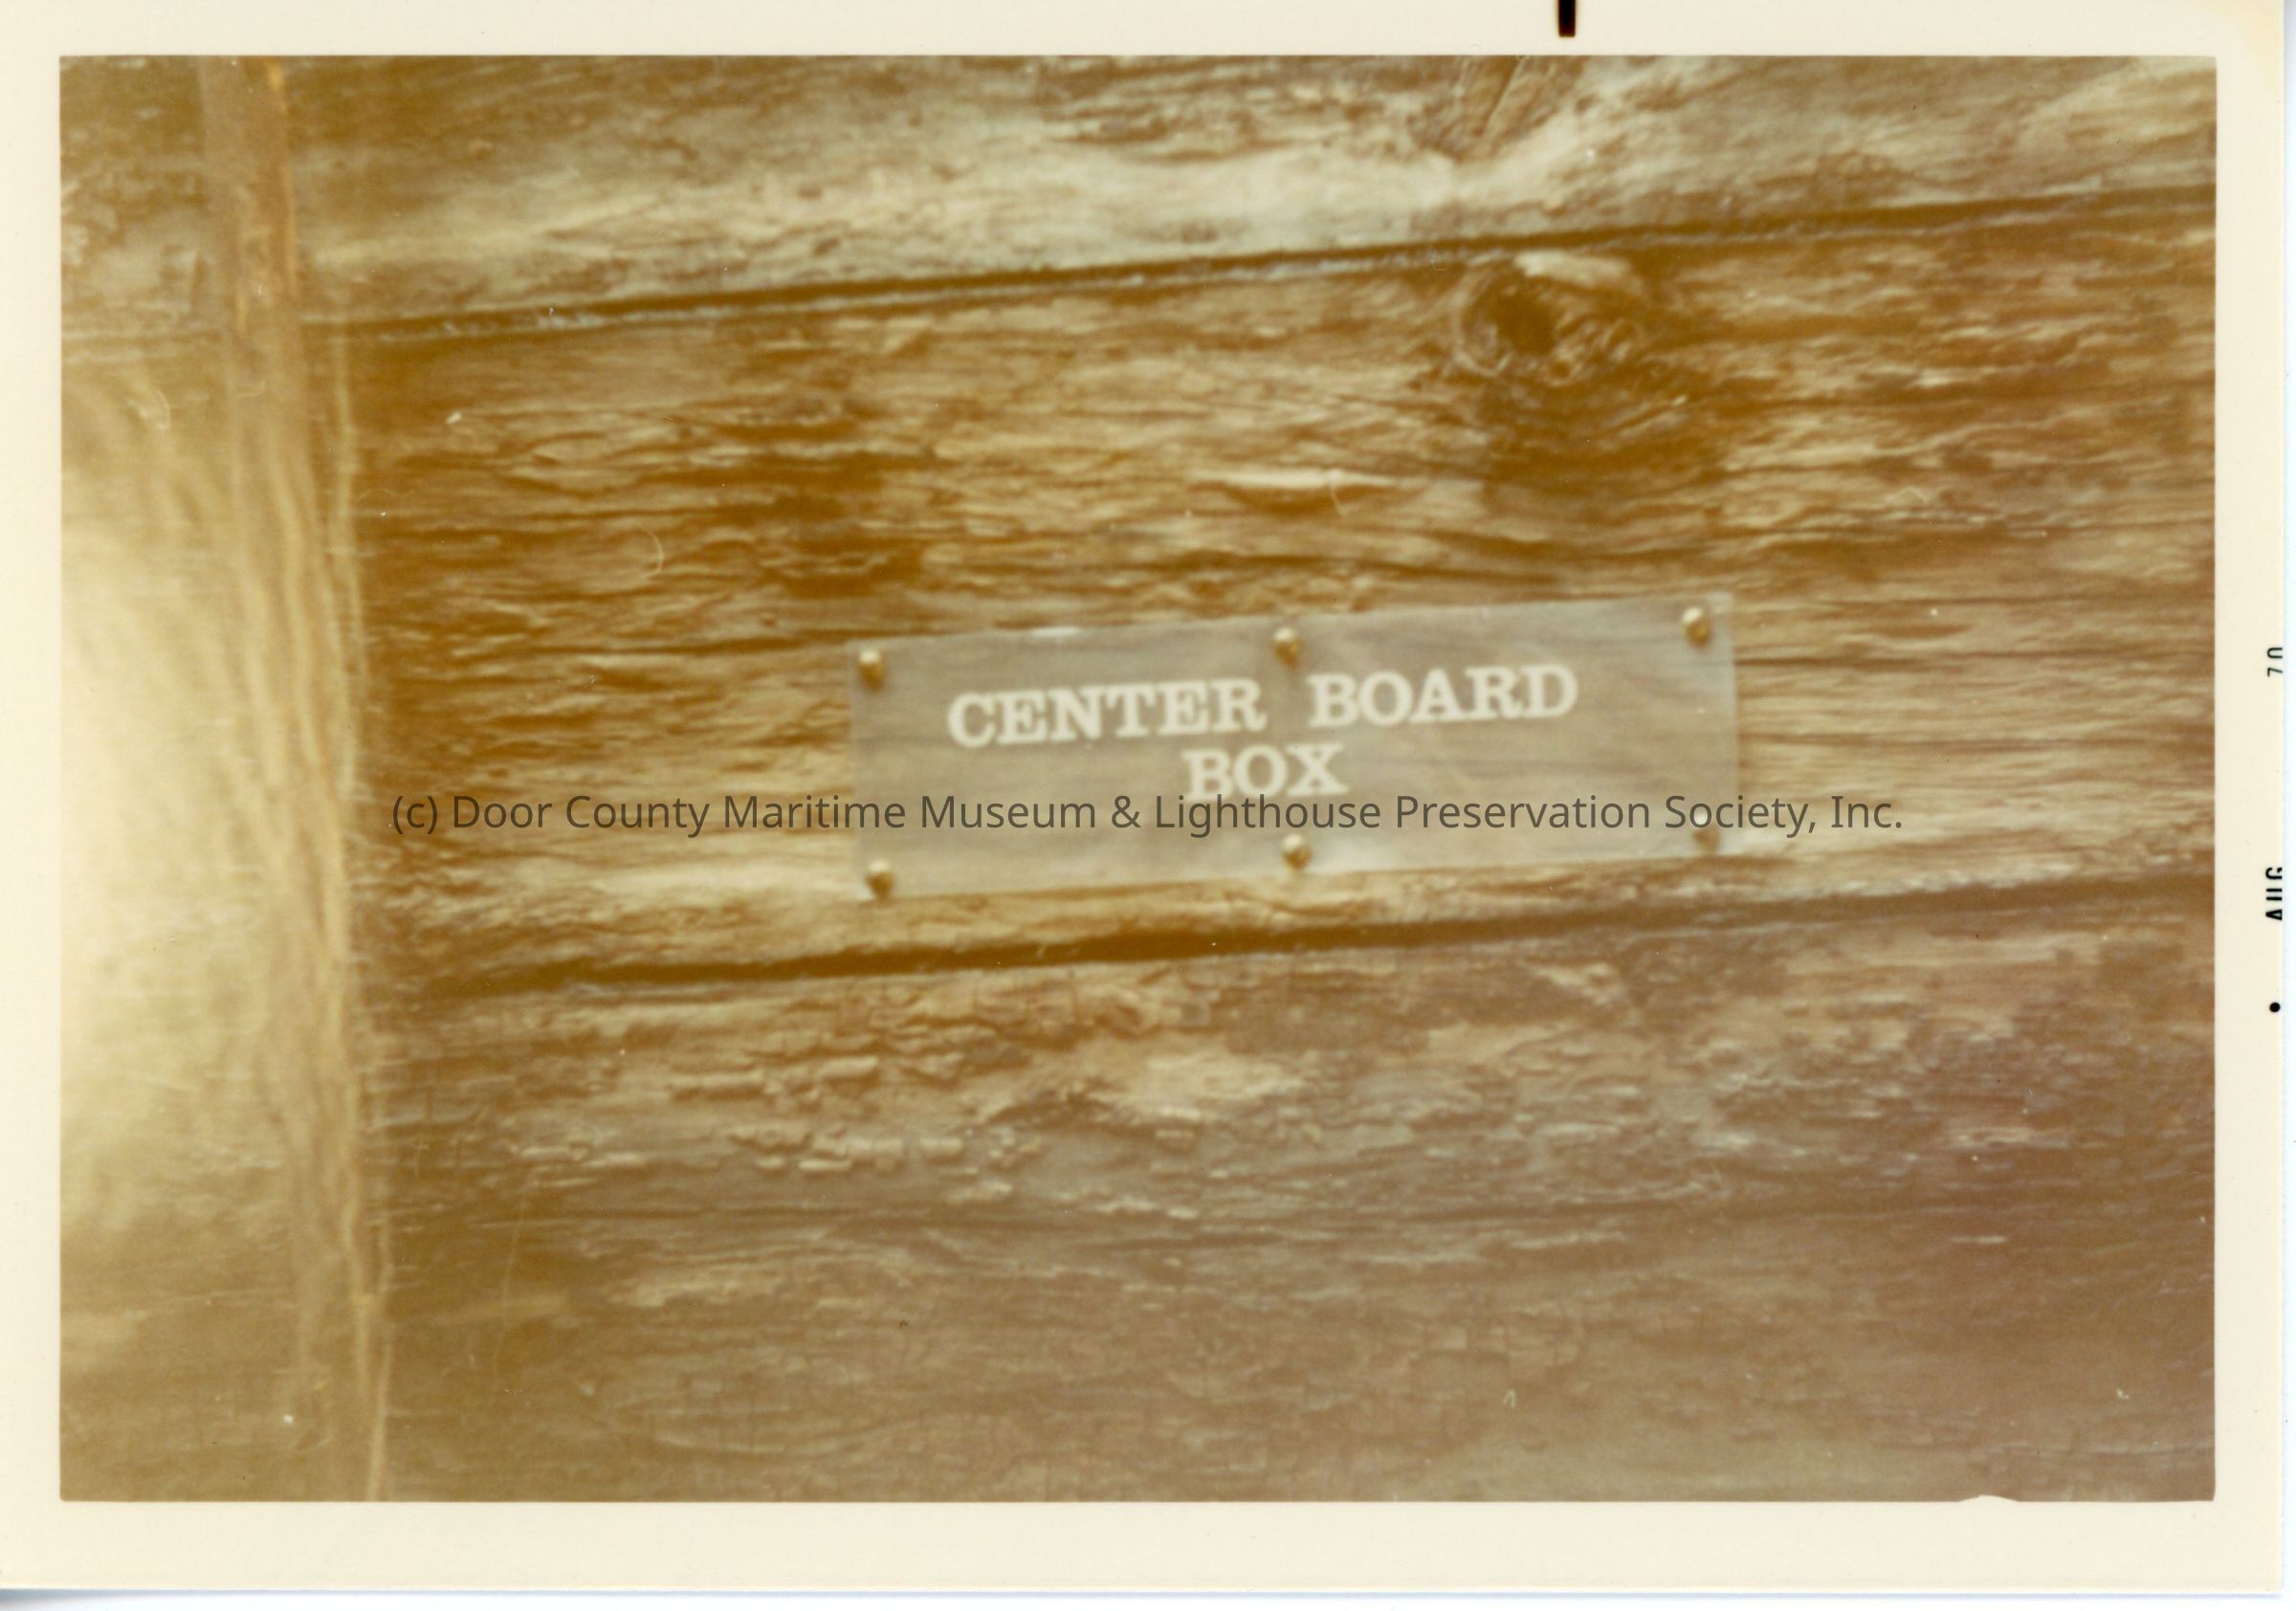 CENTER BOARD
BOX
(c) Door County Maritime Museum & Lighthouse Preservation Society, Inc.
AUG 70